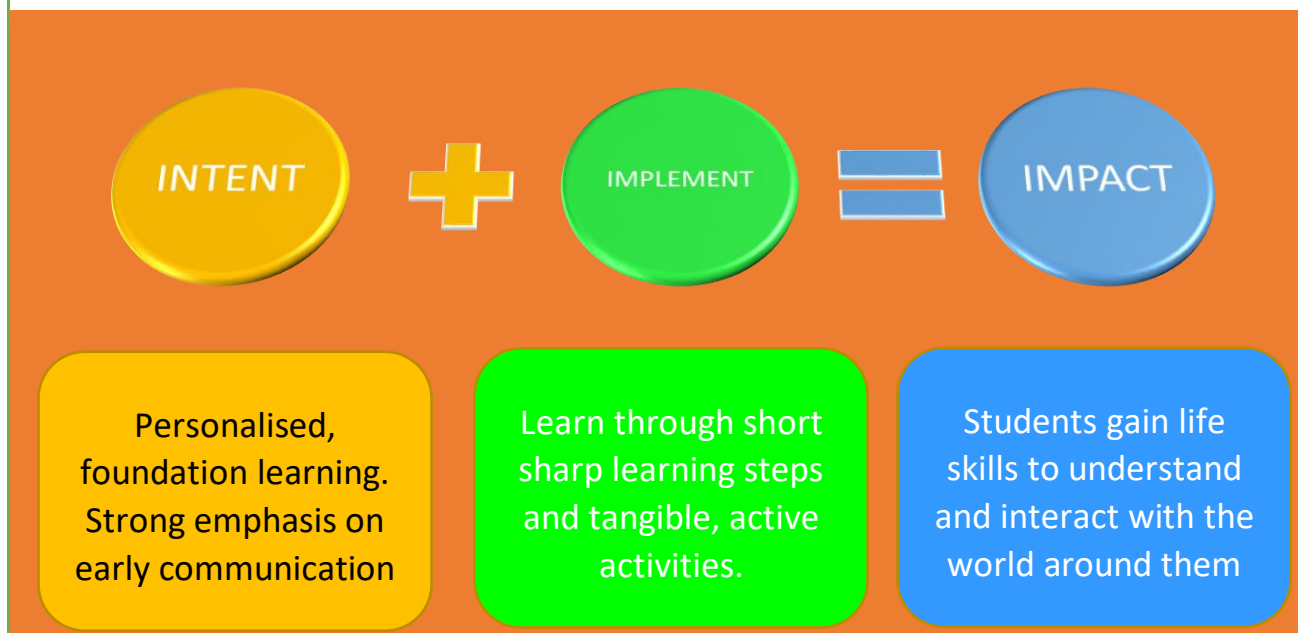 INTENT
IMPLEMENT
IMPACT
Personalised,
foundation learning.
Strong emphasis on
early communication
Learn through short
sharp learning steps
and tangible, active
activities.
Students gain life
skills to understand
and interact with the
world around them